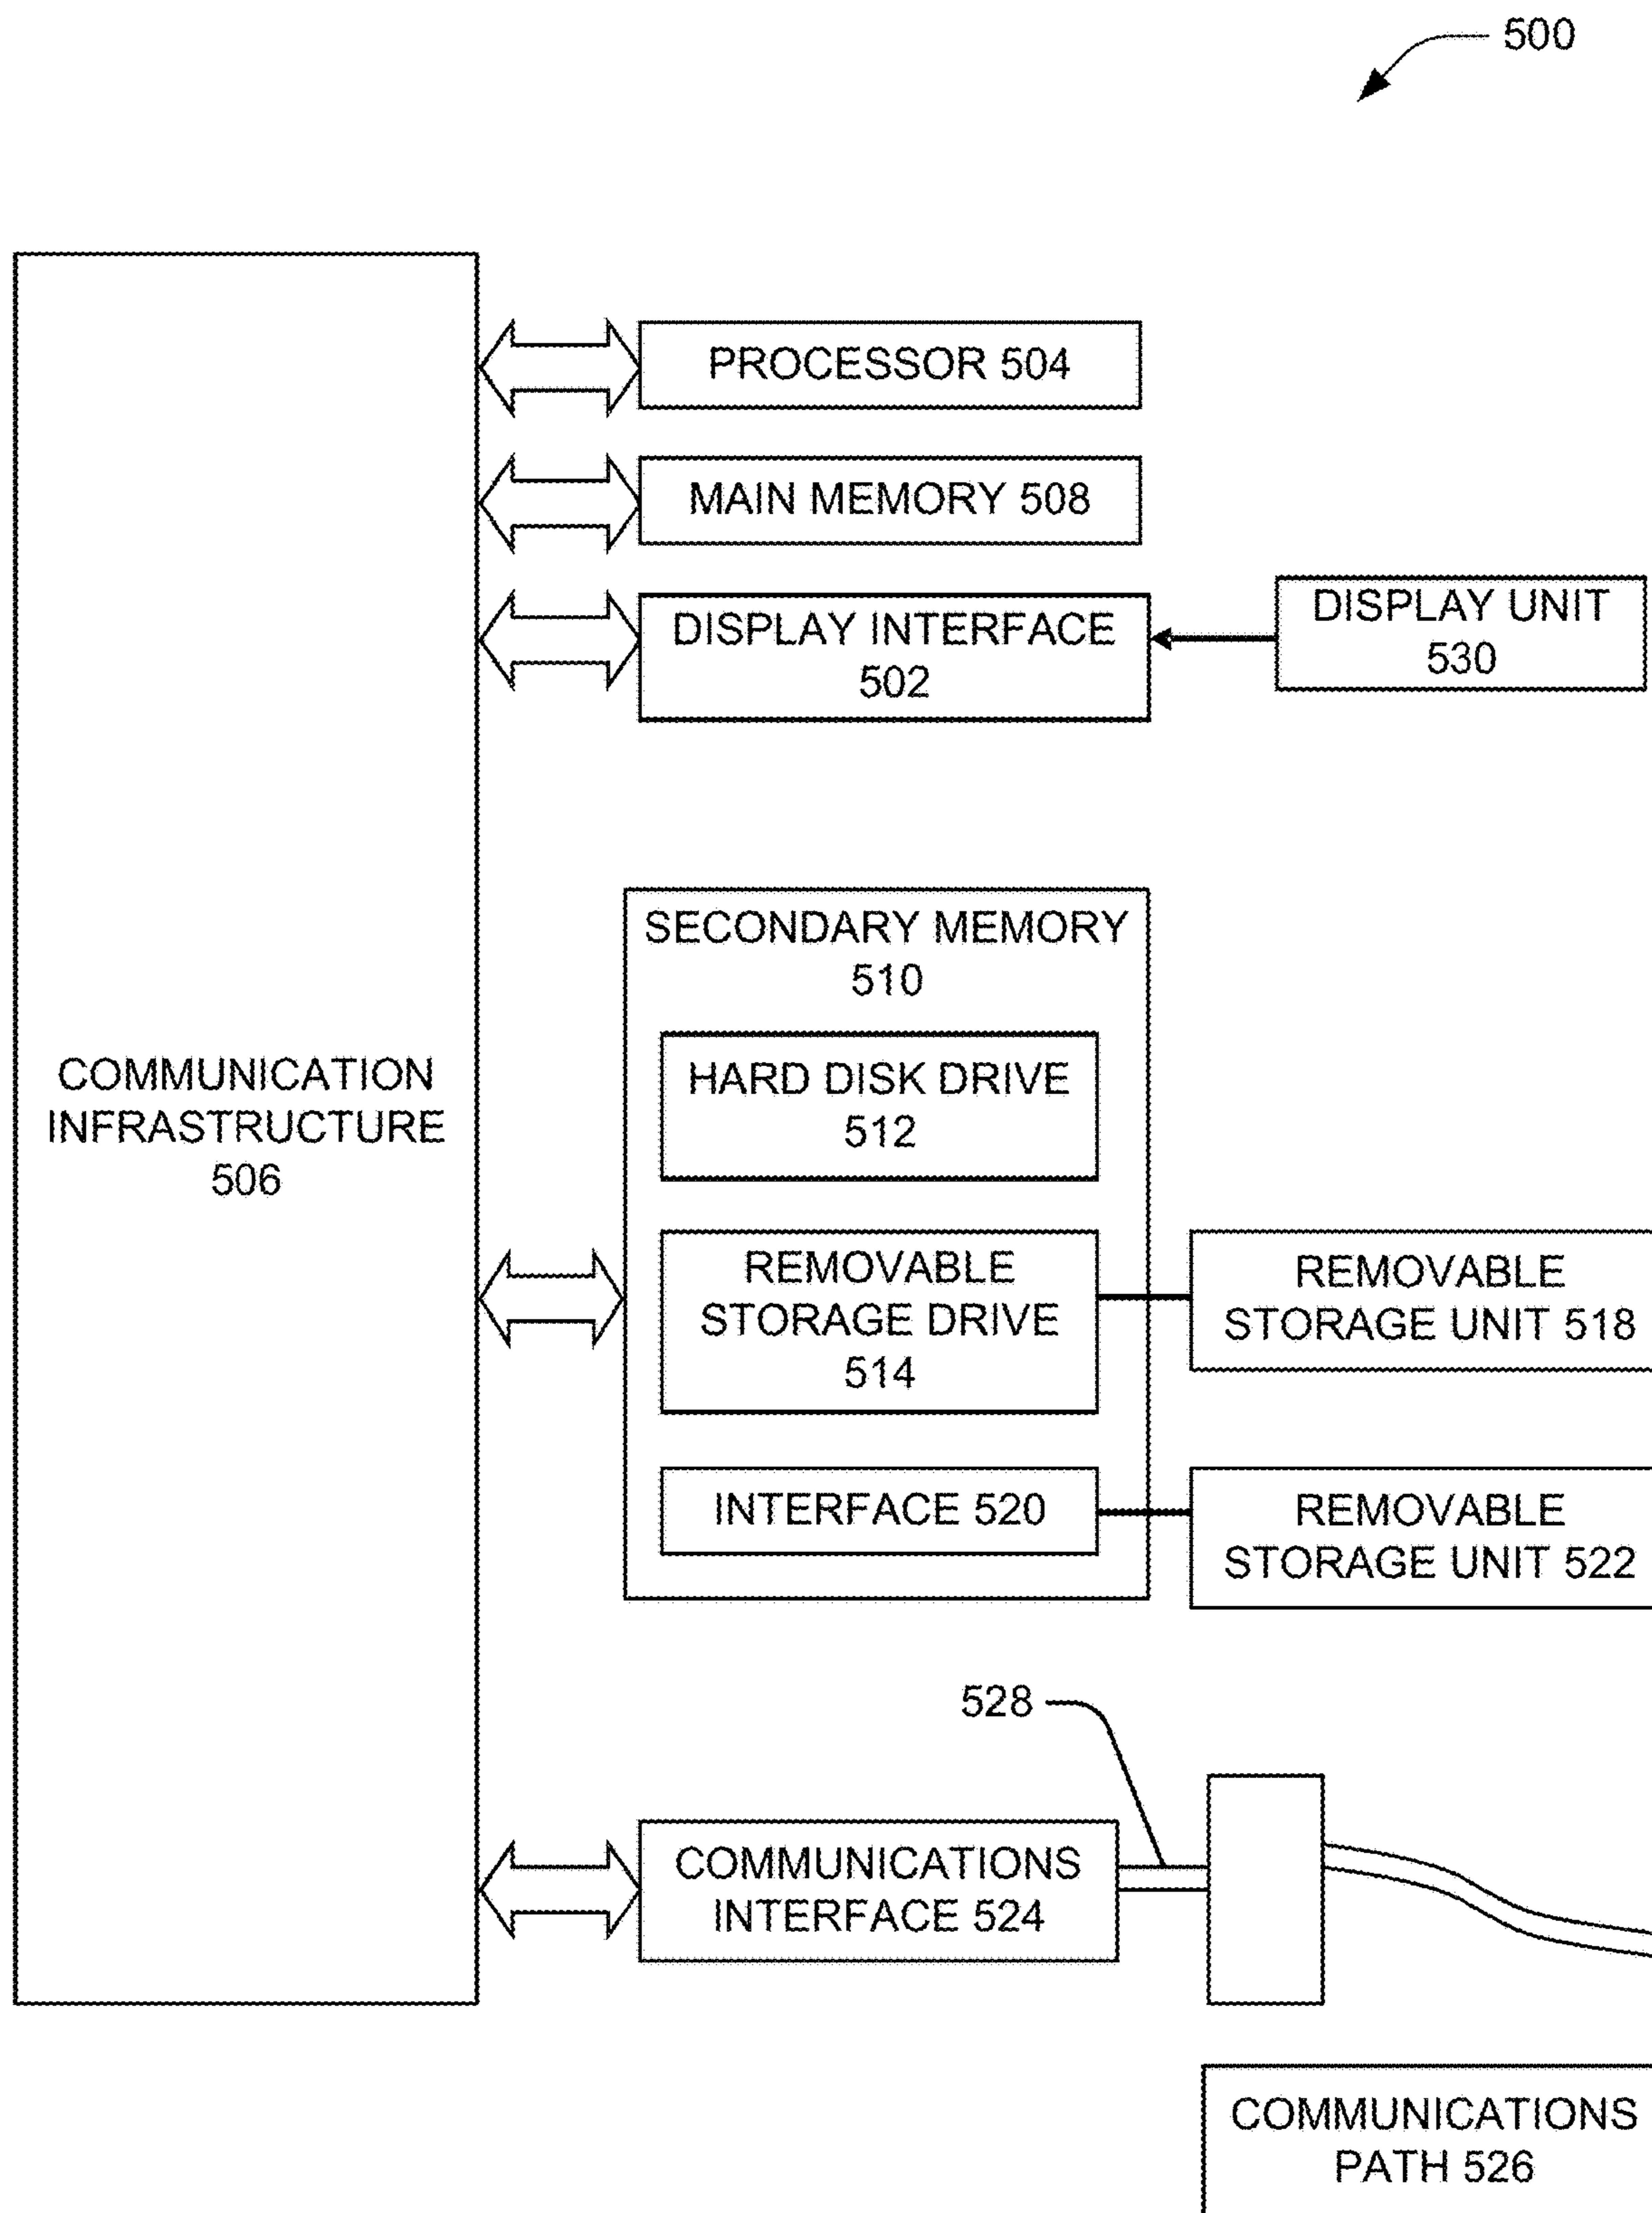 500
PROCESSOR 504
MAIN MEMORY 508
DISPLAY INTERFACE
502
DISPLAY UNIT
530
SECONDARY MEMORY
510
HARD DISK DRIVE
512
COMMUNICATION
INFRASTRUCTURE
506
REMOVABLE
STORAGE DRIVE
514
REMOVABLE
STORAGE UNIT 518
INTERFACE 520
REMOVABLE
STORAGE UNIT 522
528
COMMUNICATIONS
INTERFACE 524
COMMUNICATIONS
PATH 526